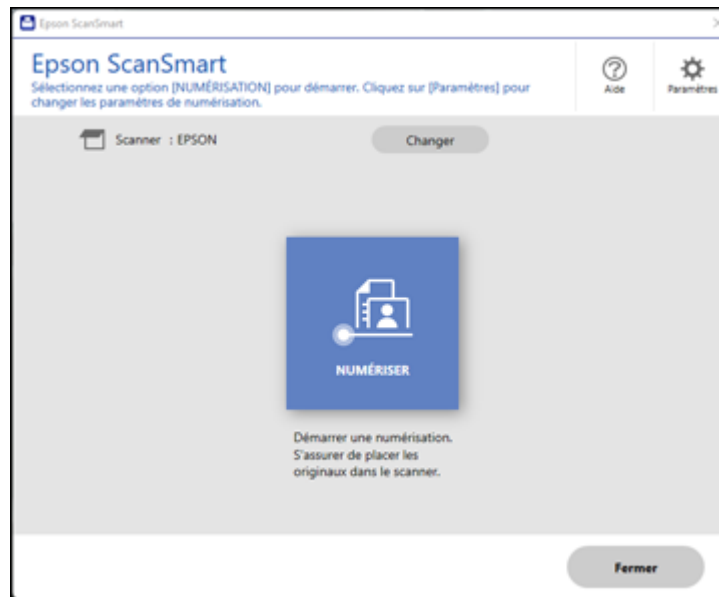 Epson ScanSmart
Epson ScanSmart
Sélectionnez une option [NUMÉRISATION] pour démarrer. Cliquez sur [Paramètres] pour
changer les paramètres de numérisation.
Aide
Paramètres
Scanner : EPSON
Changer
NUMÉRISER
Démarrer une numérisation.
S'assurer de placer les
originaux dans le scanner.
Fermer